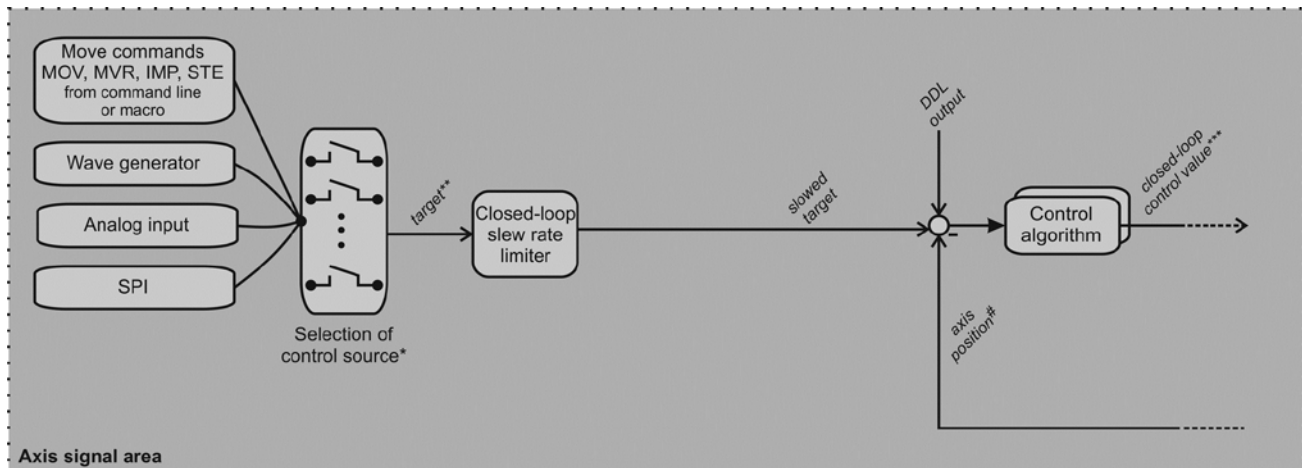 Move commands
MOV, MVR, IMP, STE
from command line
or macro
Wave generator
Analog input
SPI
Selection of
control source*
target**
Closed-loop
slew rate
limiter
slowed
target
DDL
output
-
axis
position#
Control
algorithm
closed-loop
control value***
Axis signal area